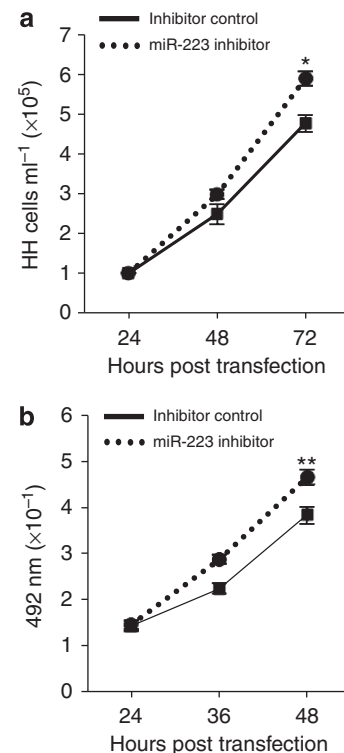 a
Inhibitor control
miR-223 inhibitor
HH cells ml⁻¹ (×10⁵)
6
5
4
3
2
1
0
*
24 48 72
Hours post transfection
b
Inhibitor control
miR-223 inhibitor
492 nm (×10⁻¹)
6
5
4
3
2
1
0
**
24 36 48
Hours post transfection